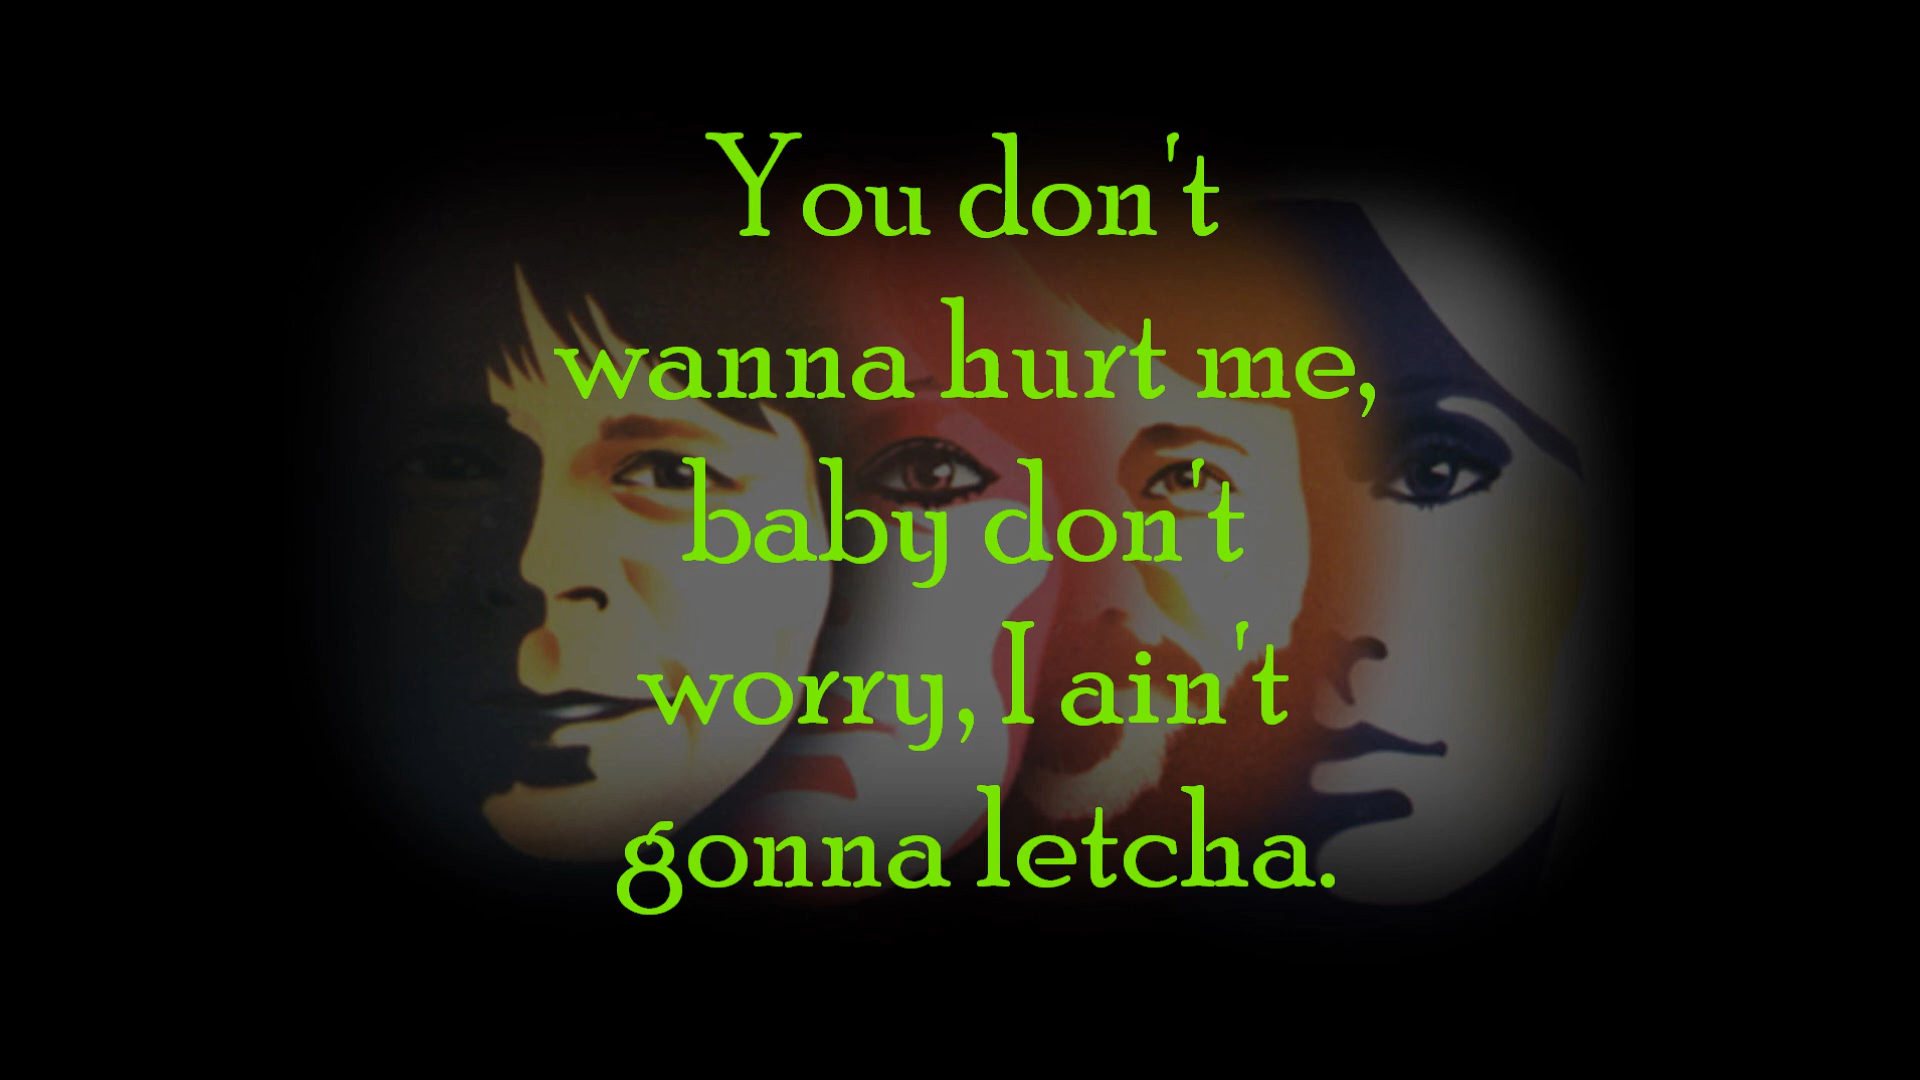 You don't
wanna hurt me,
baby don't
worry, I ain't
gonna letcha.